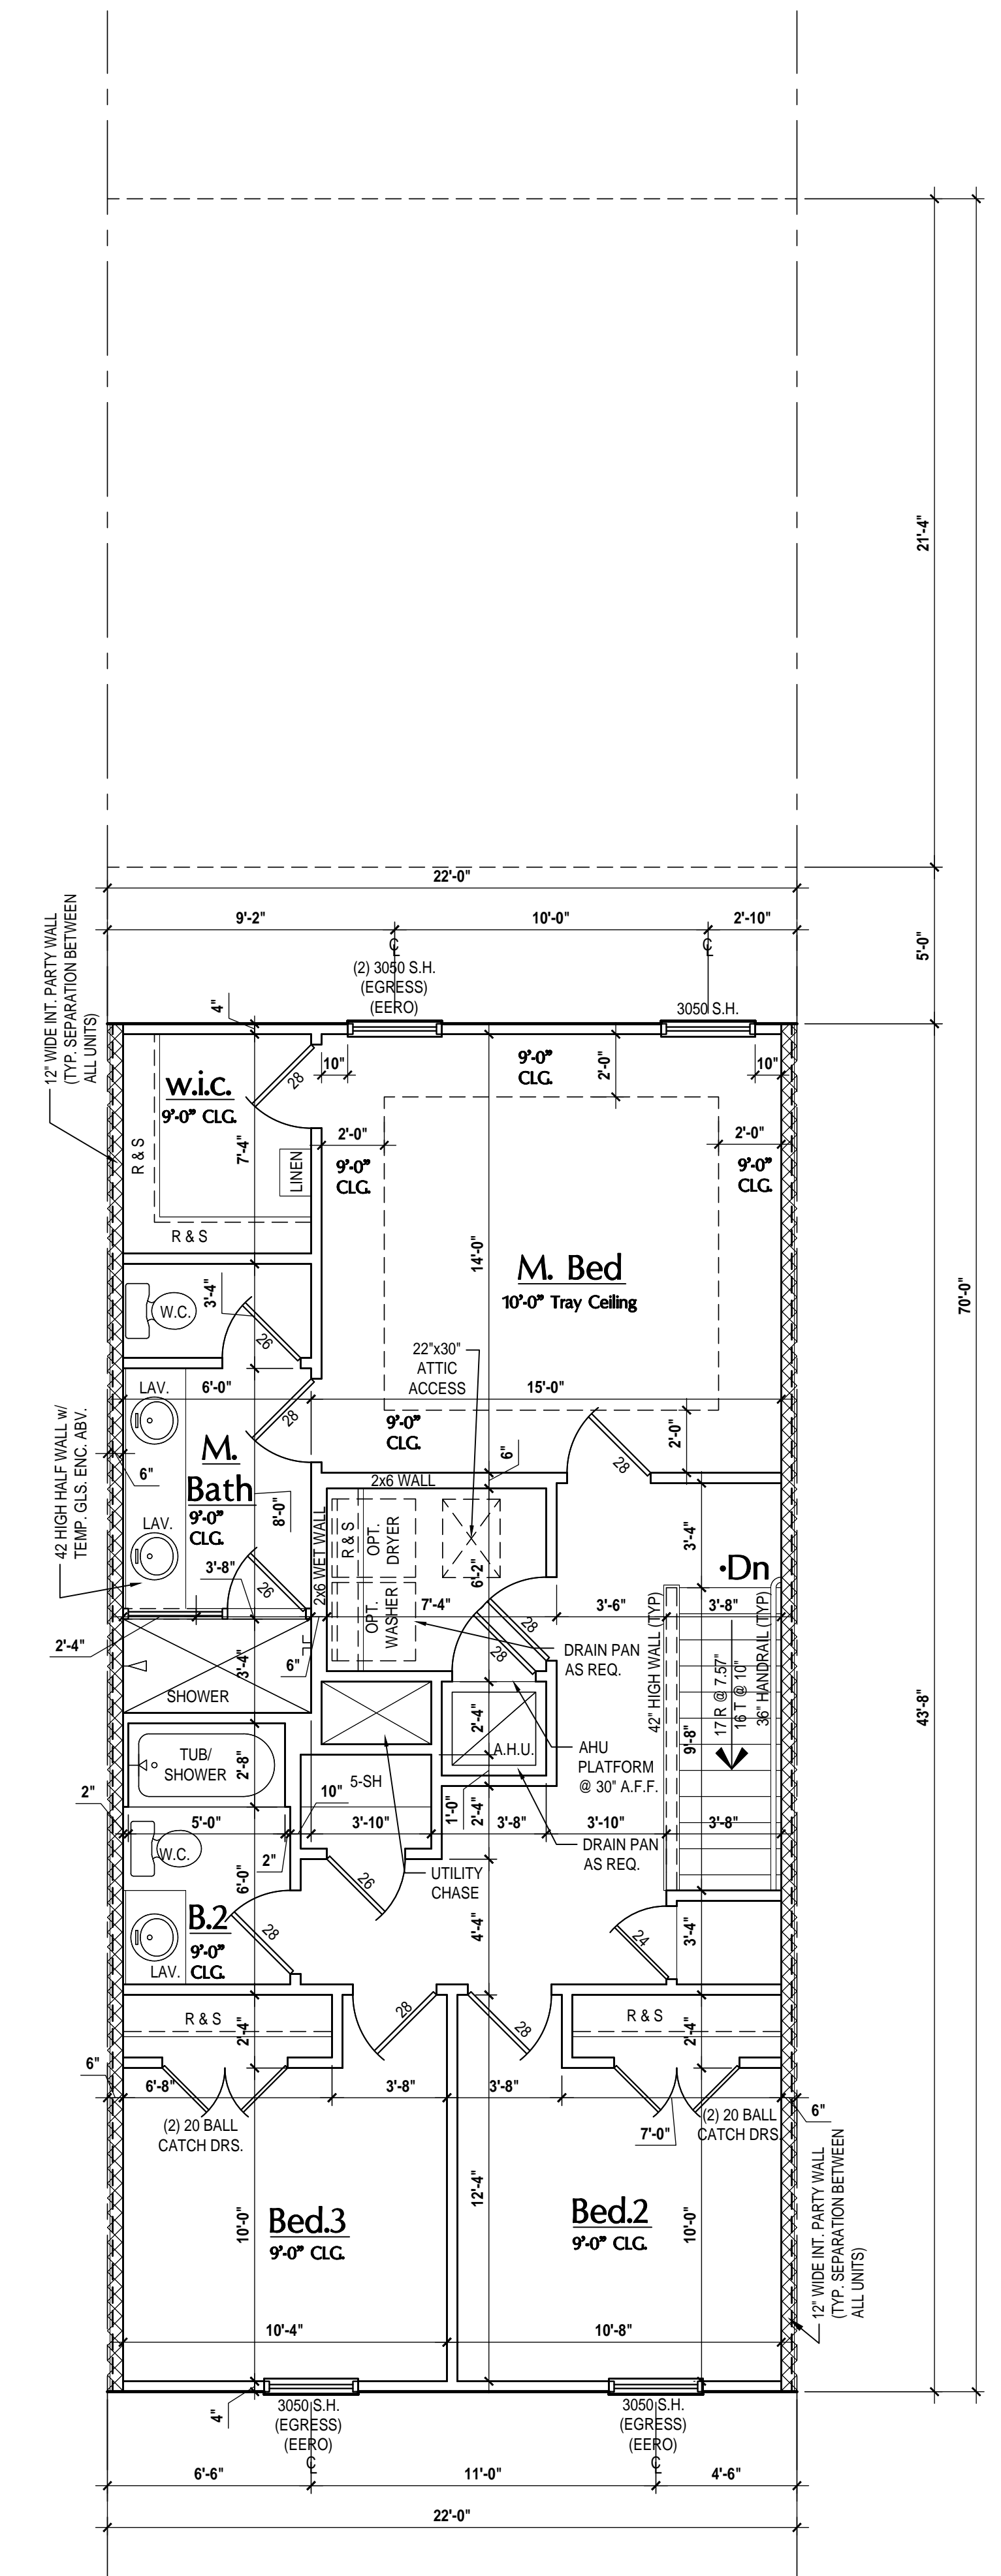 21'-4"
70'-0"
22'-0"
9'-2"
10'-0"
2'-10"
5'-0"
12" WIDE INT. PARTY WALL
(TYP. SEPARATION BETWEEN
ALL UNITS)
4"
(2) 3050 S.H.
(EGRESS)
(EERO)
3050 S.H.
10"
9'-0"
CLG.
2'-0"
10"
28
w.i.c.
9'-0" CLG.
R & S
7'-4"
LINEN
R & S
2'-0"
9'-0"
CLG.
2'-0"
9'-0"
CLG.
14'-0"
M. Bed
10'-0" Tray Ceiling
W.C.
3'-4"
26
22"x30"
ATTIC
ACCESS
LAV.
6'-0"
28
15'-0"
9'-0"
CLG.
2'-0"
28
6"
42 HIGH HALF WALL w/
TEMP. GLS. ENC. ABV.
6"
M.
Bath
9'-0"
CLG.
8'-0"
LAV.
3'-8"
26
2x6 WALL
2x6 WET WALL
R & S
OPT.
DRYER
OPT.
WASHER
6'-2"
7'-4"
28
28
3'-4"
•Dn
3'-6"
3'-8"
42" HIGH WALL (TYP)
17 R @ 7.57"
16 T @ 10"
36" HANDRAIL (TYP)
9'-8"
2'-4"
6"
3'-4"
SHOWER
DRAIN PAN
AS REQ.
2'-4"
A.H.U.
AHU
PLATFORM
@ 30" A.F.F.
TUB/
SHOWER
2'-8"
5-SH
10"
2"
5'-0"
2"
3'-10"
1'-0"
2'-4"
3'-8"
3'-10"
3'-8"
DRAIN PAN
AS REQ.
W.C.
6'-0"
26
UTILITY
CHASE
B.2
9'-0"
CLG.
LAV.
28
4'-4"
24
3'-4"
43'-8"
R & S
2'-4"
28
28
R & S
2'-4"
6"
6'-8"
3'-8"
3'-8"
7'-0"
6"
(2) 20 BALL
CATCH DRS.
(2) 20 BALL
CATCH DRS.
12" WIDE INT. PARTY WALL
(TYP. SEPARATION BETWEEN
ALL UNITS)
10'-0"
Bed.3
9'-0" CLG.
12'-4"
Bed.2
9'-0" CLG.
10'-0"
10'-4"
10'-8"
4"
3050 S.H.
(EGRESS)
(EERO)
3050 S.H.
(EGRESS)
(EERO)
6'-6"
11'-0"
4'-6"
22'-0"